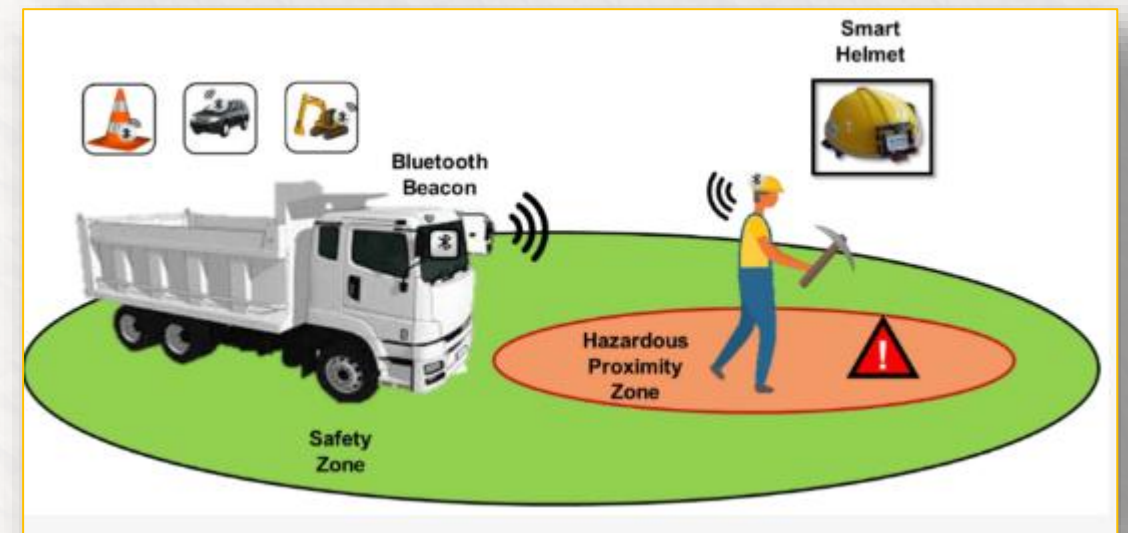 Smart
Helmet
Bluetooth
Beacon
Hazardous
Proximity
Zone
!
Safety
Zone